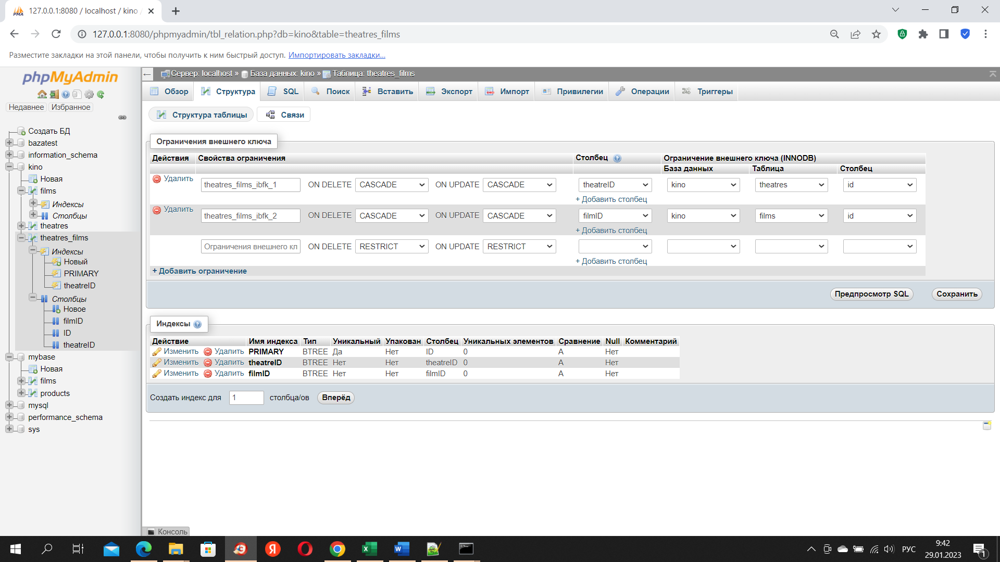 127.0.0.1:8080 / localhost / kino /
127.0.0.1:8080/phpmyadmin/tbl_relation.php?db=kino&table=theatres_films
Разместите закладки на этой панели, чтобы получить к ним быстрый доступ. Импортировать закладки...
phpMyAdmin
Недавнее Избранное
Создать БД
bazatest
information_schema
kino
Новая
films
Индексы
Столбцы
theatres
theatres_films
Индексы
Новый
PRIMARY
theatreID
Столбцы
Новое
filmID
ID
theatreID
mybase
Новая
films
products
mysql
performance_schema
sys
Сервер: localhost » База данных: kino » Таблица: theatres_films
Обзор Структура SQL Поиск Вставить Экспорт Импорт Привилегии Операции Триггеры
Структура таблицы Связи
Ограничения внешнего ключа
Действия Свойства ограничения Столбец Ограничение внешнего ключа (INNODB)
База данных Таблица Столбец
Удалить theatres_films_ibfk_1 ON DELETE CASCADE ON UPDATE CASCADE theatreID kino theatres id
+ Добавить столбец
Удалить theatres_films_ibfk_2 ON DELETE CASCADE ON UPDATE CASCADE filmID kino films id
+ Добавить столбец
Ограничения внешнего кл ON DELETE RESTRICT ON UPDATE RESTRICT
+ Добавить столбец
+ Добавить ограничение
Предпросмотр SQL Сохранить
Индексы
Действие Имя индекса Тип Уникальный Упакован Столбец Уникальных элементов Сравнение Null Комментарий
Изменить Удалить PRIMARY BTREE Да Нет ID 0 A Нет
Изменить Удалить theatreID BTREE Нет Нет theatreID 0 A Нет
Изменить Удалить filmID BTREE Нет Нет filmID 0 A Нет
Создать индекс для 1 столбца/ов Вперёд
Консоль
РУС
9:42
29.01.2023
1